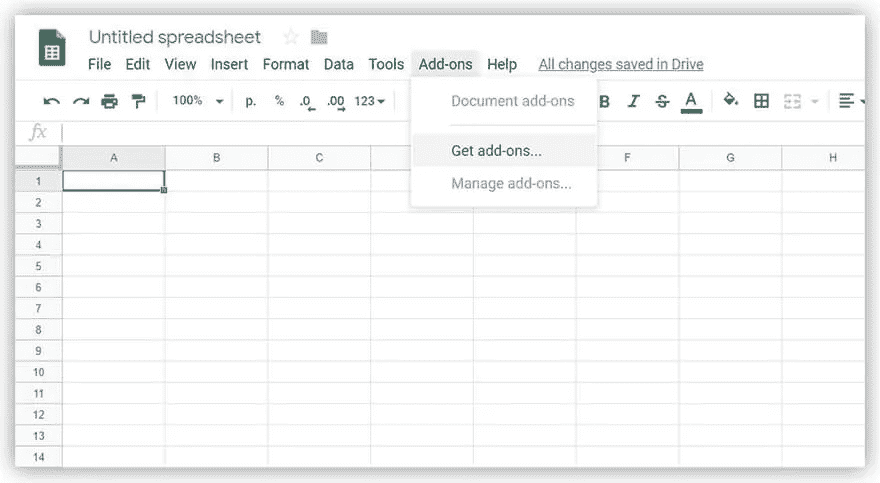 Untitled spreadsheet
File Edit View Insert Format Data Tools Add-ons Help All changes saved in Drive
100% p. % .0 .00 123 B I S A
Document add-ons
fx
Get add-ons...
A B C F G H
1
Manage add-ons...
2
3
4
5
6
7
8
9
10
11
12
13
14